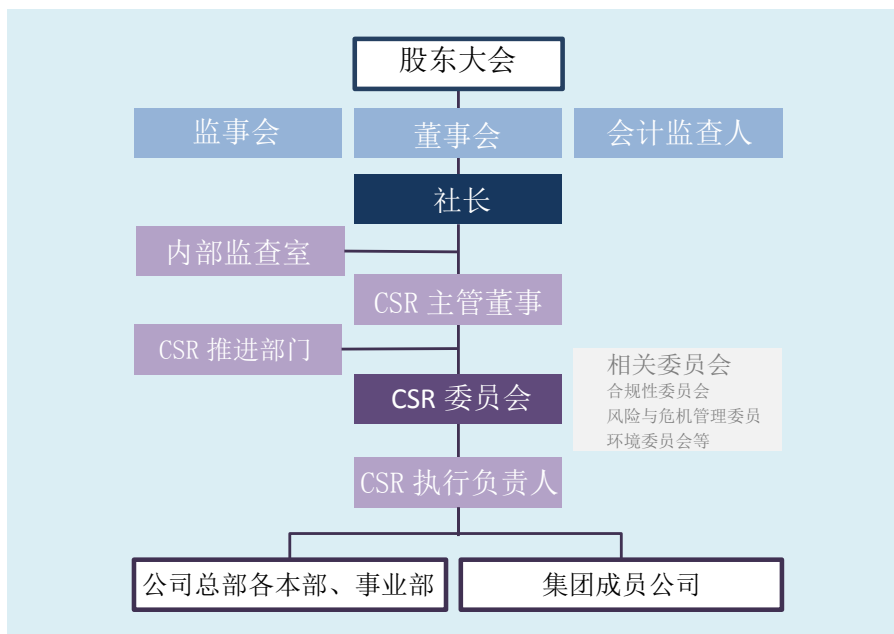 股东大会
监事会
董事会
会计监查人
社长
内部监查室
CSR 主管董事
CSR 推进部门
相关委员会
合规性委员会
风险与危机管理委员
环境委员会等
CSR 委员会
CSR 执行负责人
公司总部各本部、事业部
集团成员公司